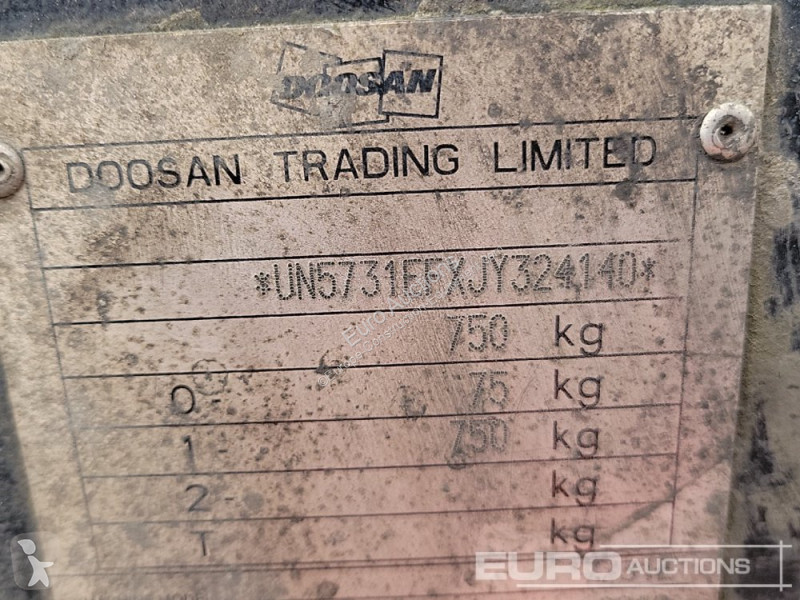 DOOSAN
DOOSAN TRADING LIMITED
*UN5731EFXJY324140*
750 kg
0- 75 kg
1- 750 kg
2- kg
T kg
EURO AUCTIONS